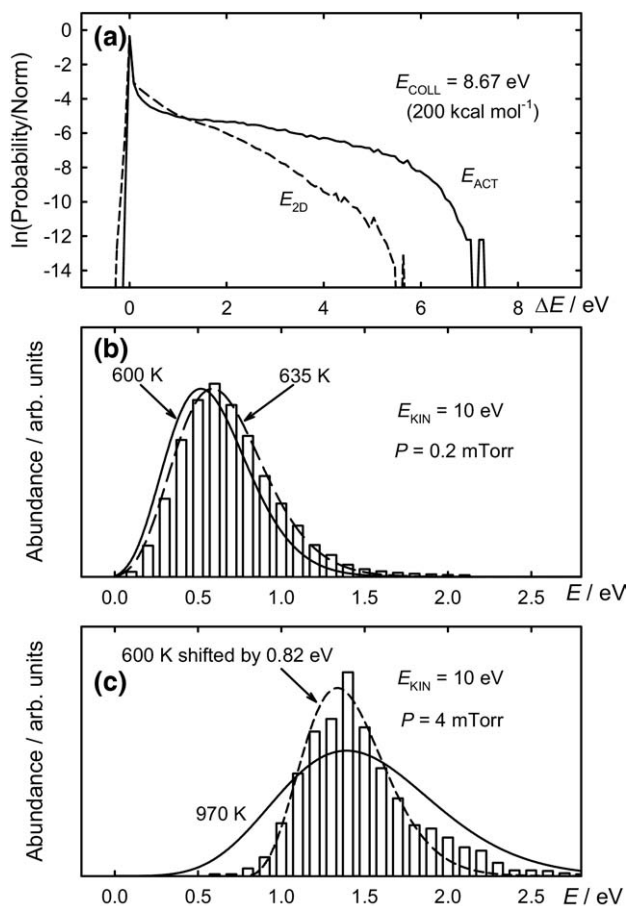 (a)
ln(Probability/Norm)
0
-2
-4
-6
-8
-10
-12
-14
E_COLL = 8.67 eV
(200 kcal mol⁻¹)
E_2D
E_ACT
0 2 4 6 8 ΔE / eV
(b)
Abundance / arb. units
600 K
635 K
E_KIN = 10 eV
P = 0.2 mTorr
0.0 0.5 1.0 1.5 2.0 2.5 E / eV
600 K shifted by 0.82 eV
(c)
Abundance / arb. units
E_KIN = 10 eV
P = 4 mTorr
970 K
0.0 0.5 1.0 1.5 2.0 2.5 E / eV